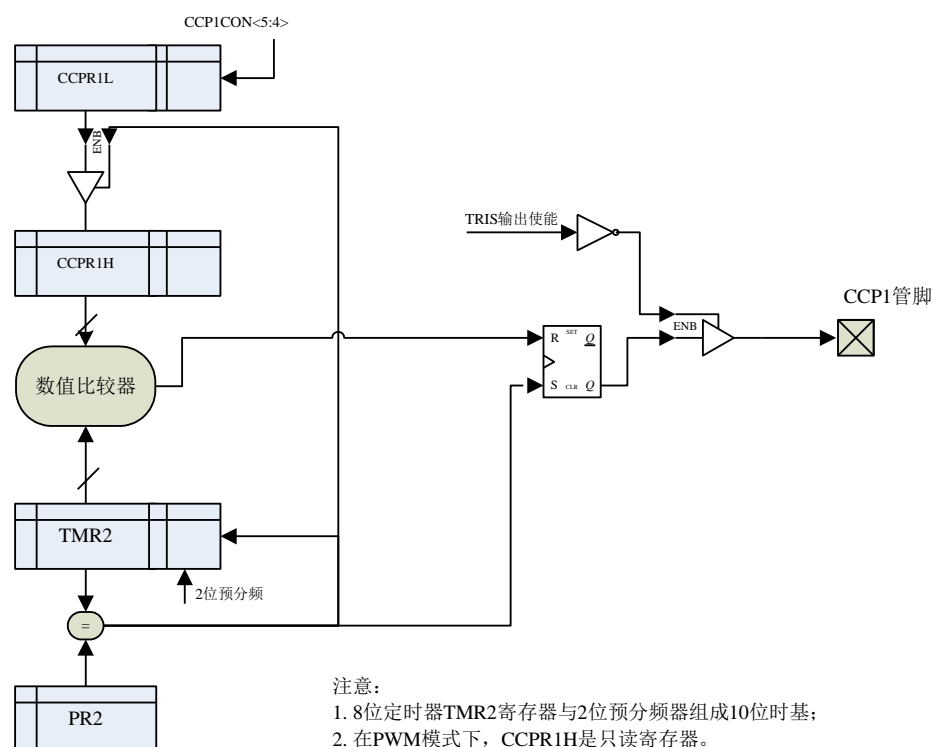 CCP1CON<5:4>
CCPR1L
ENB
CCPR1H
TRIS输出使能
CCP1管脚
ENB
R SET Q
S CLR Q
数值比较器
TMR2
2位预分频
=
PR2
注意：
1. 8位定时器TMR2寄存器与2位预分频器组成10位时基；
2. 在PWM模式下，CCPR1H是只读寄存器。